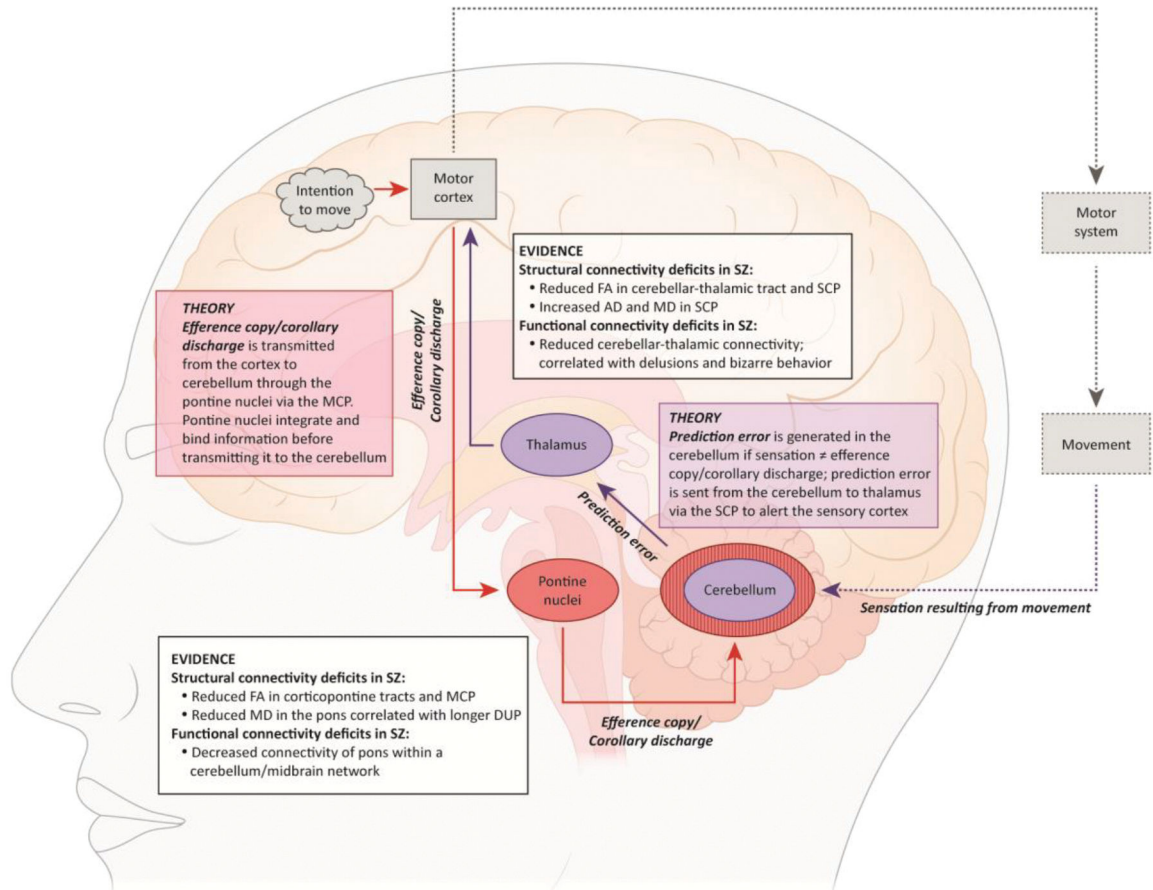 Intention
to move
Motor
cortex
Motor
system
EVIDENCE
Structural connectivity deficits in SZ:
• Reduced FA in cerebellar-thalamic tract and SCP
• Increased AD and MD in SCP
Functional connectivity deficits in SZ:
• Reduced cerebellar-thalamic connectivity;
correlated with delusions and bizarre behavior
THEORY
Efference copy/corollary
discharge is transmitted
from the cortex to
cerebellum through the
pontine nuclei via the MCP.
Pontine nuclei integrate and
bind information before
transmitting it to the cerebellum
Efference copy/
Corollary discharge
Thalamus
THEORY
Prediction error is generated in the
cerebellum if sensation ≠ efference
copy/corollary discharge; prediction error
is sent from the cerebellum to thalamus
via the SCP to alert the sensory cortex
Movement
Prediction error
Pontine
nuclei
Cerebellum
Sensation resulting from movement
EVIDENCE
Structural connectivity deficits in SZ:
• Reduced FA in corticopontine tracts and MCP
• Reduced MD in the pons correlated with longer DUP
Functional connectivity deficits in SZ:
• Decreased connectivity of pons within a
cerebellum/midbrain network
Efference copy/
Corollary discharge